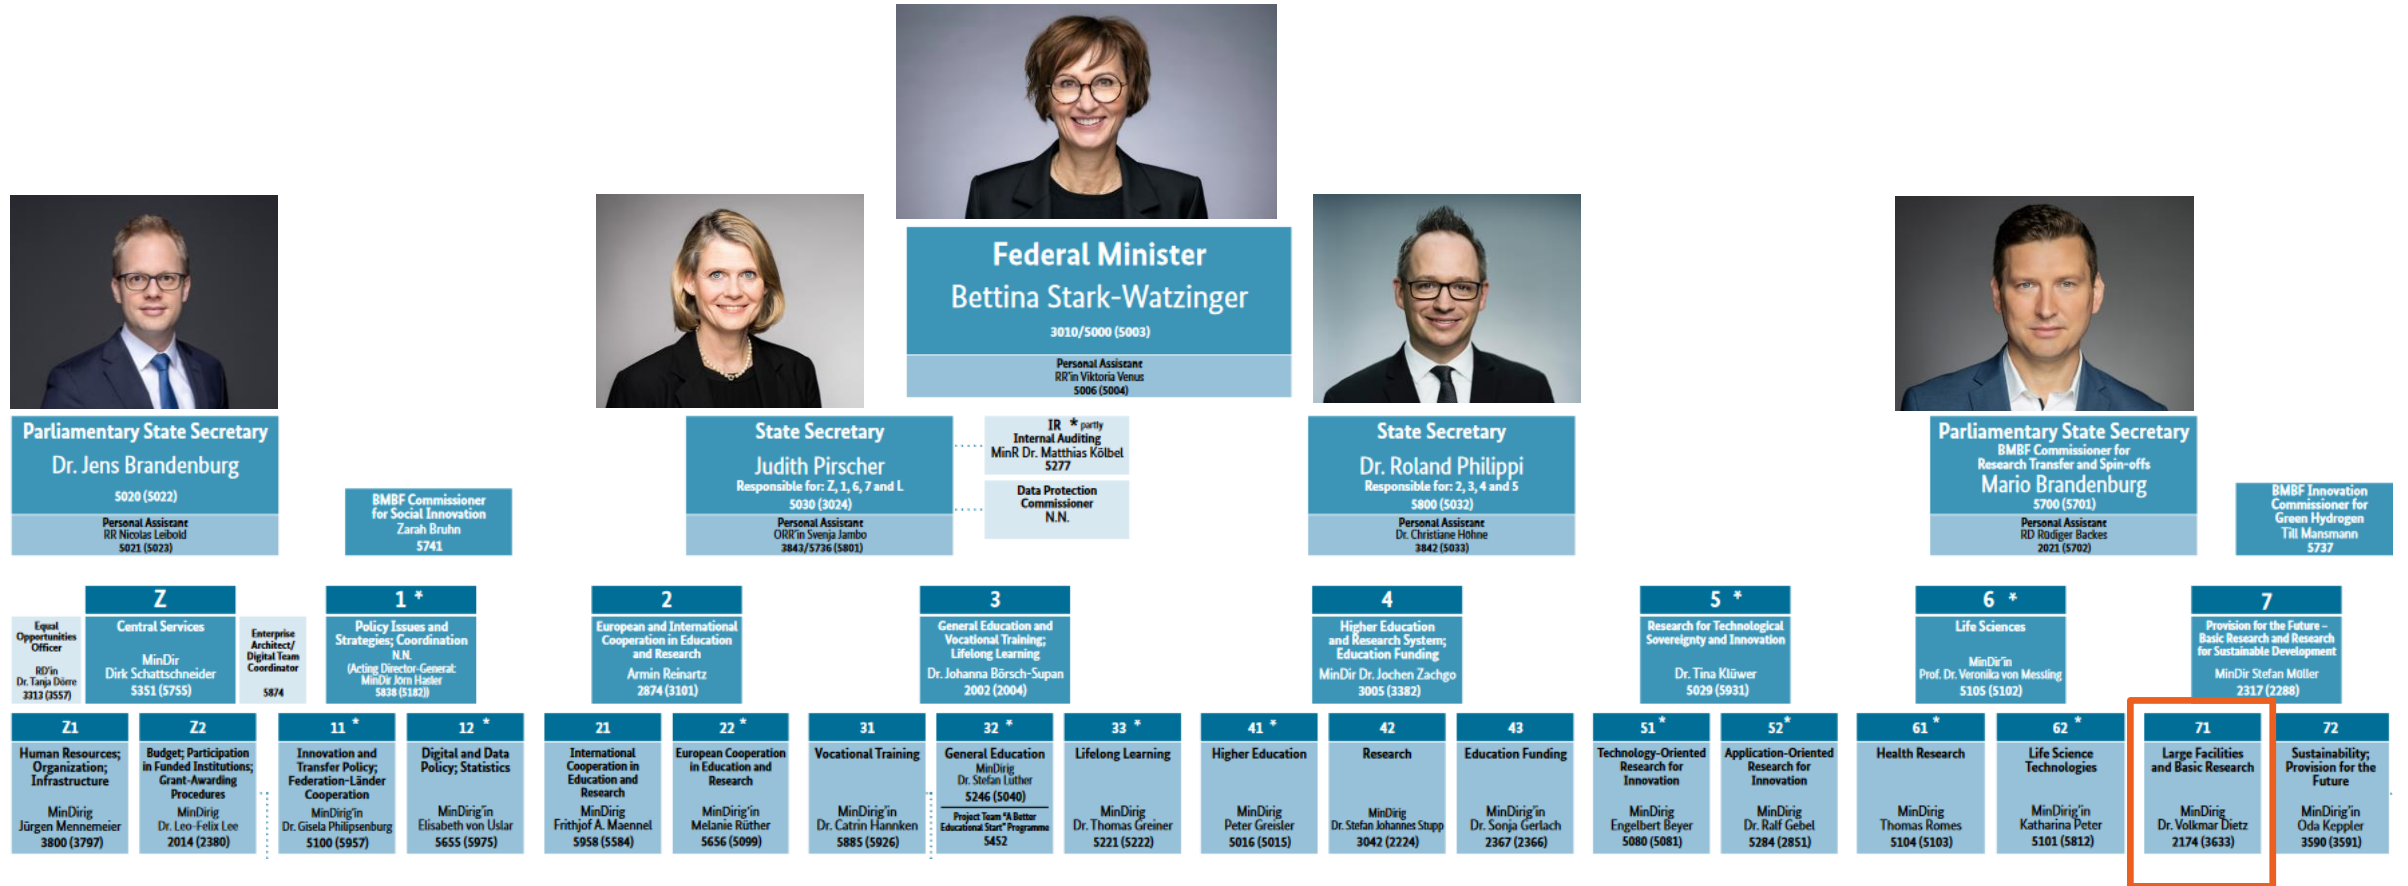 Federal Minister
Bettina Stark-Watzinger
3010/5000 (5003)
Personal Assistant
RR'in Viktoria Venus
5006 (5004)
Parliamentary State Secretary
Dr. Jens Brandenburg
5020 (5022)
Personal Assistant
RR Nicolas Leibold
5021 (5023)
BMBF Commissioner
for Social Innovation
Zarah Bruhn
5741
State Secretary
Judith Pirscher
Responsible for: Z, 1, 6, 7 and L
5030 (3024)
Personal Assistant
ORR'in Svenja Jambo
3843/5736 (5801)
IR * partly
Internal Auditing
MinR Dr. Matthias Kölbel
5277
Data Protection
Commissioner
N.N.
State Secretary
Dr. Roland Philippi
Responsible for: 2, 3, 4 and 5
5800 (5032)
Personal Assistant
Dr. Christiane Höhne
3842 (5033)
Parliamentary State Secretary
BMBF Commissioner for
Research Transfer and Spin-offs
Mario Brandenburg
5700 (5701)
Personal Assistant
RD Rüdiger Backes
2021 (5702)
BMBF Innovation
Commissioner for
Green Hydrogen
Till Mansmann
5737
Equal
Opportunities
Officer
RD'in
Dr. Tanja Dörre
3313 (3557)
Z
Central Services
MinDir
Dirk Schattschneider
5351 (5755)
Enterprise
Architect/
Digital Team
Coordinator
5874
1 *
Policy Issues and
Strategies; Coordination
N.N.
(Acting Director-General:
MinDir Jörn Hasler
5838 (5182))
2
European and International
Cooperation in Education
and Research
Armin Reinartz
2874 (3101)
3
General Education and
Vocational Training;
Lifelong Learning
Dr. Johanna Börsch-Supan
2002 (2004)
4
Higher Education
and Research System;
Education Funding
MinDir Dr. Jochen Zachgo
3005 (3382)
5 *
Research for Technological
Sovereignty and Innovation
Dr. Tina Klüwer
5029 (5931)
6 *
Life Sciences
MinDir'in
Prof. Dr. Veronika von Messling
5105 (5102)
7
Provision for the Future –
Basic Research and Research
for Sustainable Development
MinDir Stefan Müller
2317 (2288)
Z1
Human Resources;
Organization;
Infrastructure
MinDirig
Jürgen Mennemeier
3800 (3797)
Z2
Budget; Participation
in Funded Institutions;
Grant-Awarding
Procedures
MinDirig
Dr. Leo-Felix Lee
2014 (2380)
11 *
Innovation and
Transfer Policy;
Federation-Länder
Cooperation
MinDirig'in
Dr. Gisela Philipsenburg
5100 (5957)
12 *
Digital and Data
Policy; Statistics
MinDirig'in
Elisabeth von Uslar
5655 (5975)
21
International
Cooperation in
Education and
Research
MinDirig
Frithjof A. Maennel
5958 (5584)
22 *
European Cooperation
in Education and
Research
MinDirig'in
Melanie Rüther
5656 (5099)
31
Vocational Training
MinDirig'in
Dr. Catrin Hannken
5885 (5926)
32 *
General Education
MinDirig
Dr. Stefan Luther
5246 (5040)
Project Team "A Better
Educational Start" Programme
5452
33 *
Lifelong Learning
MinDirig
Dr. Thomas Greiner
5221 (5222)
41 *
Higher Education
MinDirig
Peter Greisler
5016 (5015)
42
Research
MinDirig
Dr. Stefan Johannes Stupp
3042 (2224)
43
Education Funding
MinDirig'in
Dr. Sonja Gerlach
2367 (2366)
51 *
Technology-Oriented
Research for
Innovation
MinDirig
Engelbert Beyer
5080 (5081)
52 *
Application-Oriented
Research for
Innovation
MinDirig
Dr. Ralf Gebel
5284 (2851)
61 *
Health Research
MinDirig
Thomas Romes
5104 (5103)
62 *
Life Science
Technologies
MinDirig'in
Katharina Peter
5101 (5812)
71
Large Facilities
and Basic Research
MinDirig
Dr. Volkmar Dietz
2174 (3633)
72
Sustainability;
Provision for the
Future
MinDirig'in
Oda Keppler
3590 (3591)